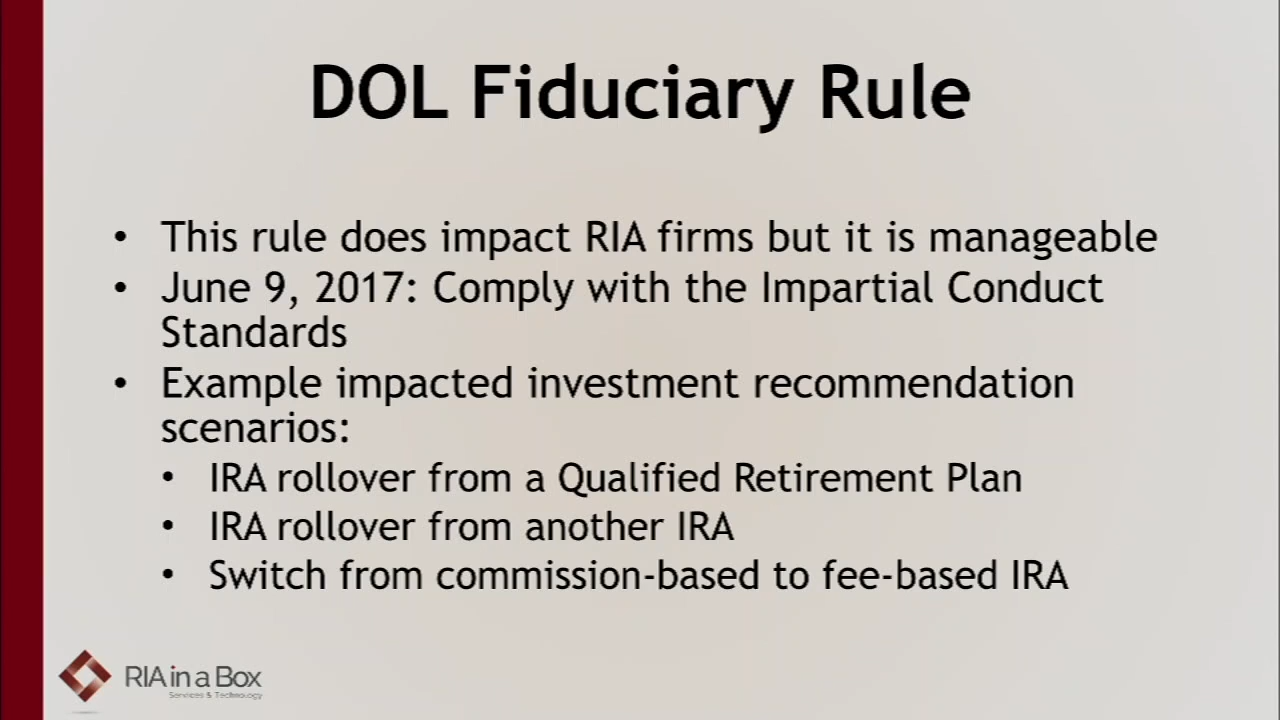 DOL Fiduciary Rule
• This rule does impact RIA firms but it is manageable
• June 9, 2017: Comply with the Impartial Conduct
Standards
• Example impacted investment recommendation
scenarios:
• IRA rollover from a Qualified Retirement Plan
• IRA rollover from another IRA
• Switch from commission-based to fee-based IRA
RIA in a Box
Services & Technology